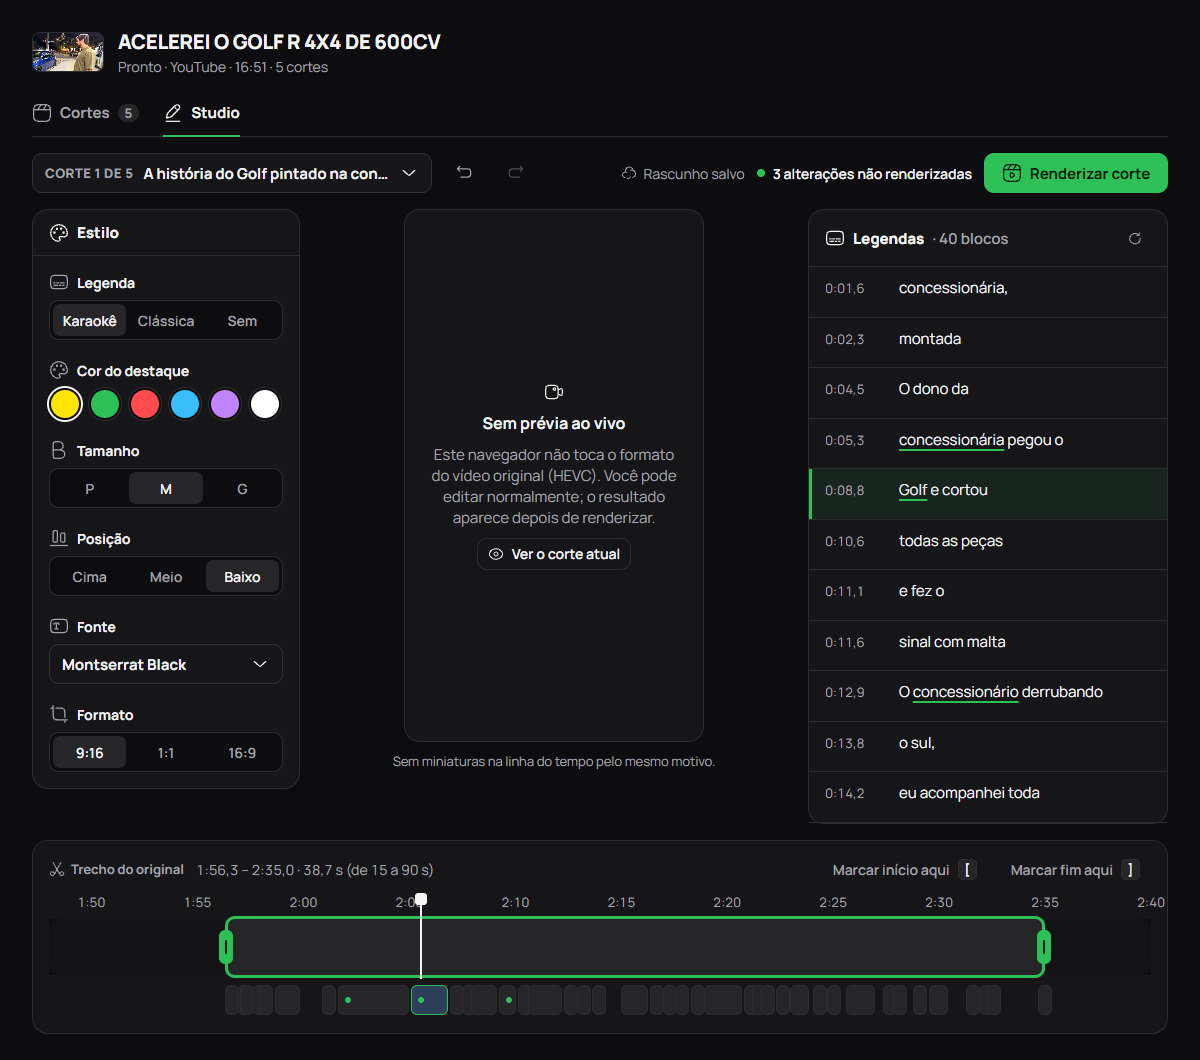 ACELEREI O GOLF R 4X4 DE 600CV
Pronto · YouTube · 16:51 · 5 cortes
Cortes 5
Studio
CORTE 1 DE 5 A história do Golf pintado na con...
Rascunho salvo
3 alterações não renderizadas
Renderizar corte
Estilo
Legenda
Karaokê Clássica Sem
Cor do destaque
Tamanho
P M G
Posição
Cima Meio Baixo
Fonte
Montserrat Black
Formato
9:16 1:1 16:9
Sem prévia ao vivo
Este navegador não toca o formato
do vídeo original (HEVC). Você pode
editar normalmente; o resultado
aparece depois de renderizar.
Ver o corte atual
Sem miniaturas na linha do tempo pelo mesmo motivo.
Legendas · 40 blocos
0:01,6 concessionária,
0:02,3 montada
0:04,5 O dono da
0:05,3 concessionária pegou o
0:08,8 Golf e cortou
0:10,6 todas as peças
0:11,1 e fez o
0:11,6 sinal com malta
0:12,9 O concessionário derrubando
0:13,8 o sul,
0:14,2 eu acompanhei toda
Trecho do original 1:56,3 – 2:35,0 · 38,7 s (de 15 a 90 s)
Marcar início aqui [
Marcar fim aqui ]
1:50 1:55 2:00 2:0 2:10 2:15 2:20 2:25 2:30 2:35 2:40